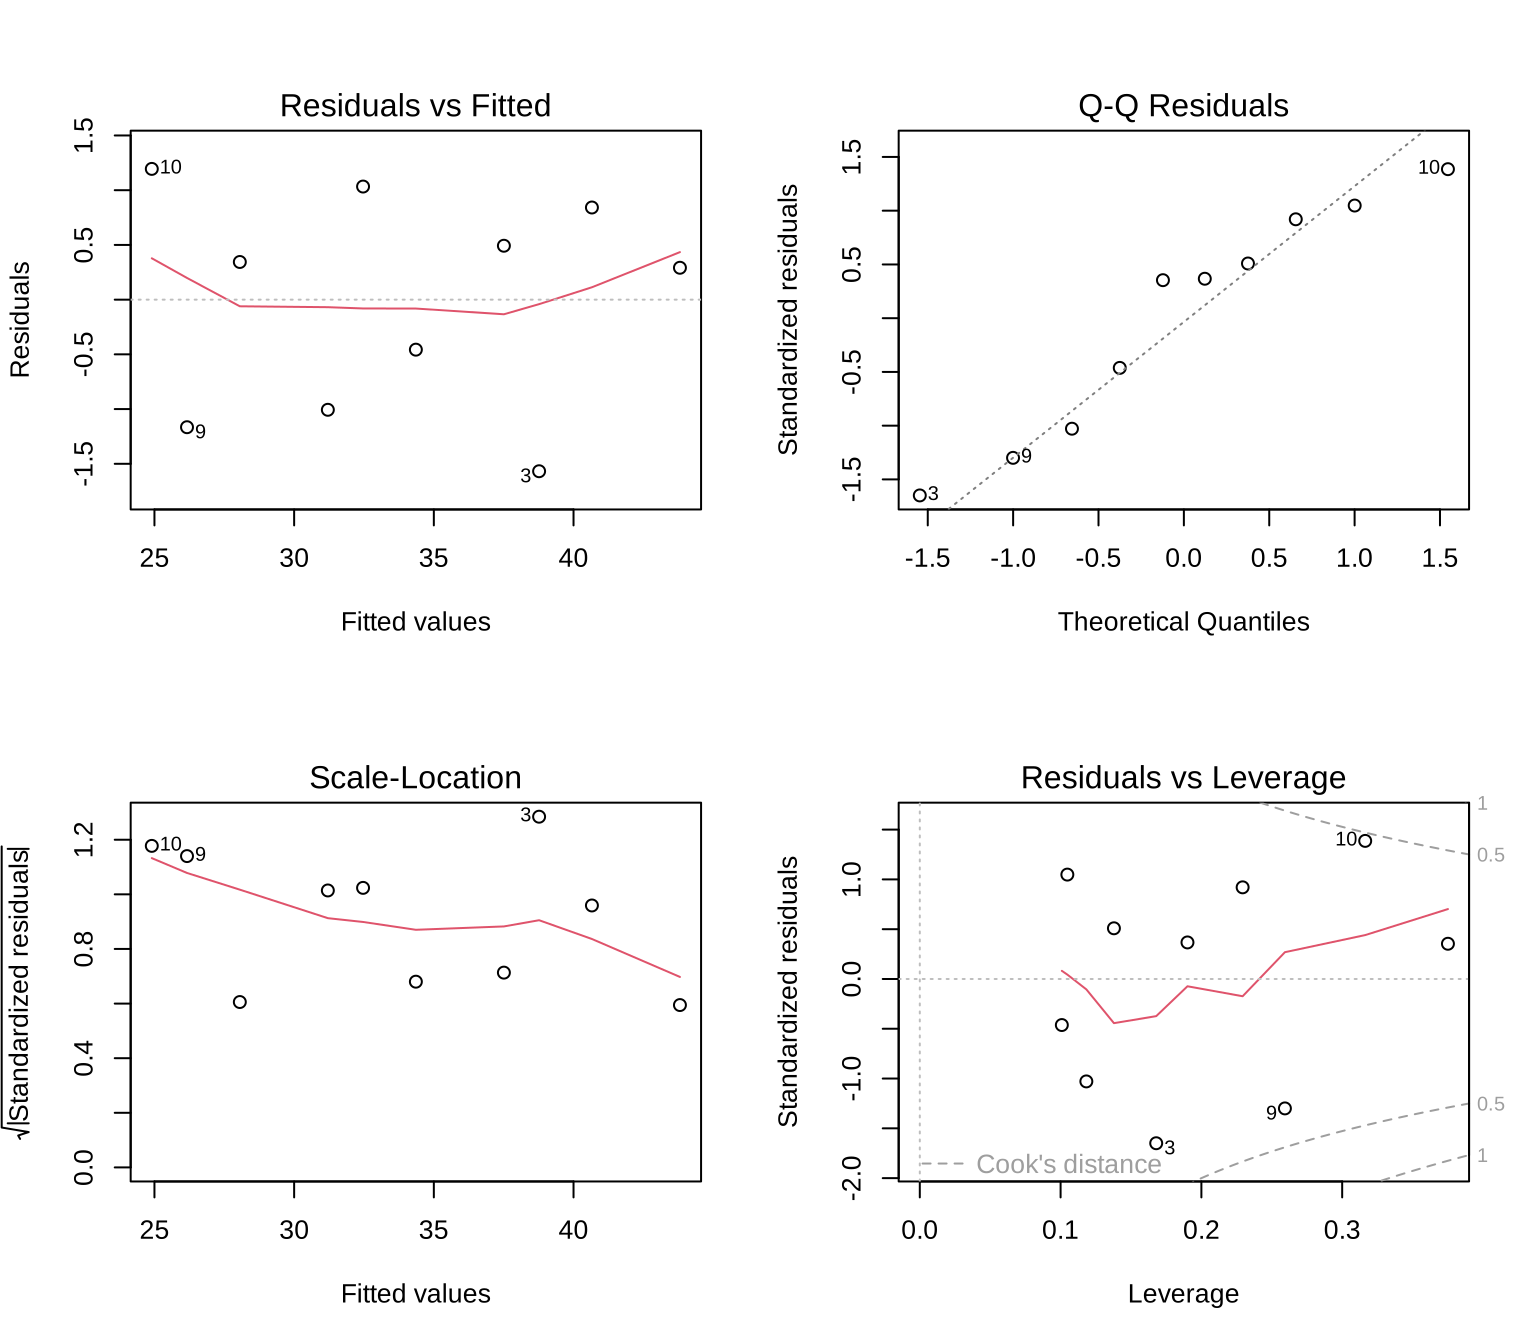 Residuals vs Fitted
1.5
0.5
-0.5
-1.5
Residuals
10
9
3
25 30 35 40
Fitted values
Q-Q Residuals
1.5
0.5
-0.5
-1.5
Standardized residuals
10
9
3
-1.5 -1.0 -0.5 0.0 0.5 1.0 1.5
Theoretical Quantiles
Scale-Location
1.2
0.8
0.4
0.0
√|Standardized residuals|
3
10
9
25 30 35 40
Fitted values
Residuals vs Leverage
1.0
0.0
-1.0
-2.0
Standardized residuals
1
0.5
10
9
3
0.5
1
Cook's distance
0.0 0.1 0.2 0.3
Leverage